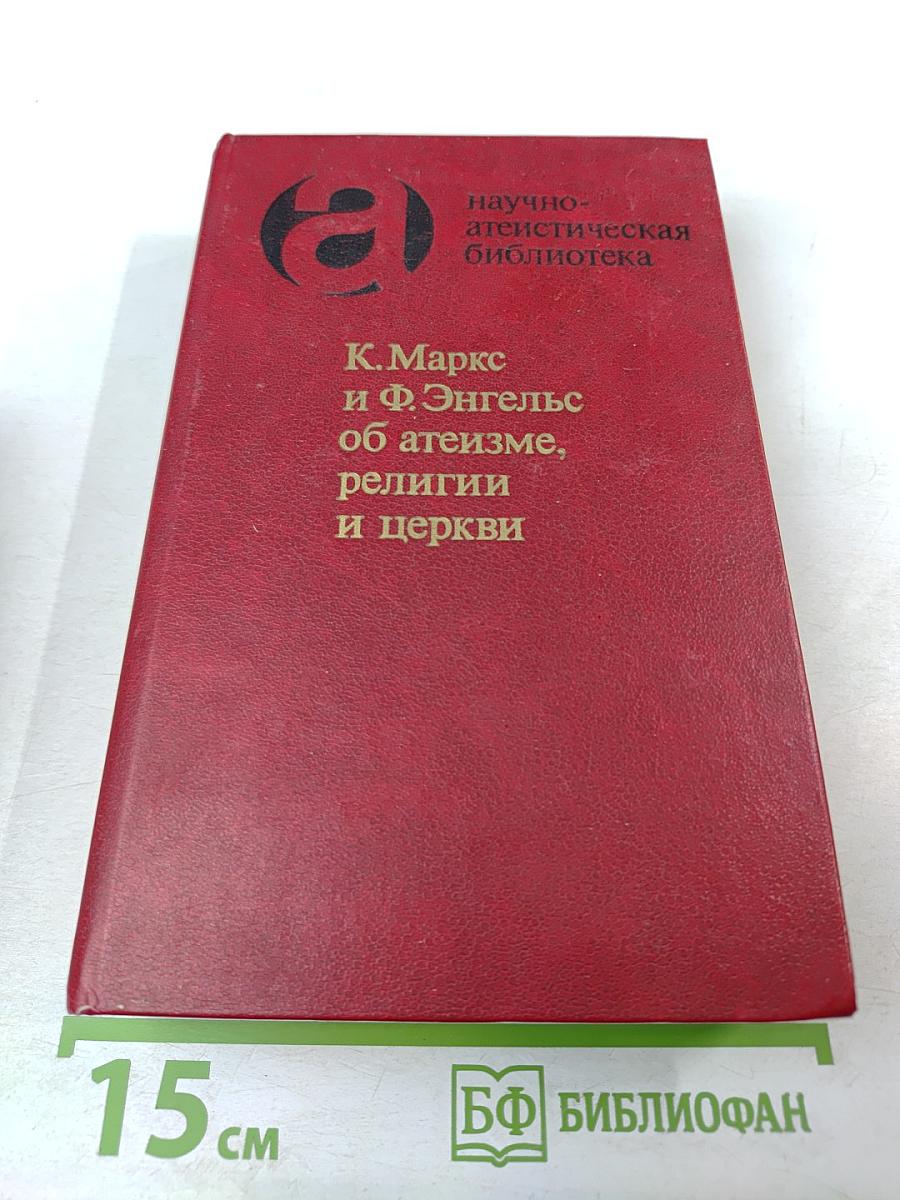 а
научно-
атеистическая
библиотека
К. Маркс
и Ф. Энгельс
об атеизме,
религии
и церкви
15 см
БФ БИБЛИОФАН